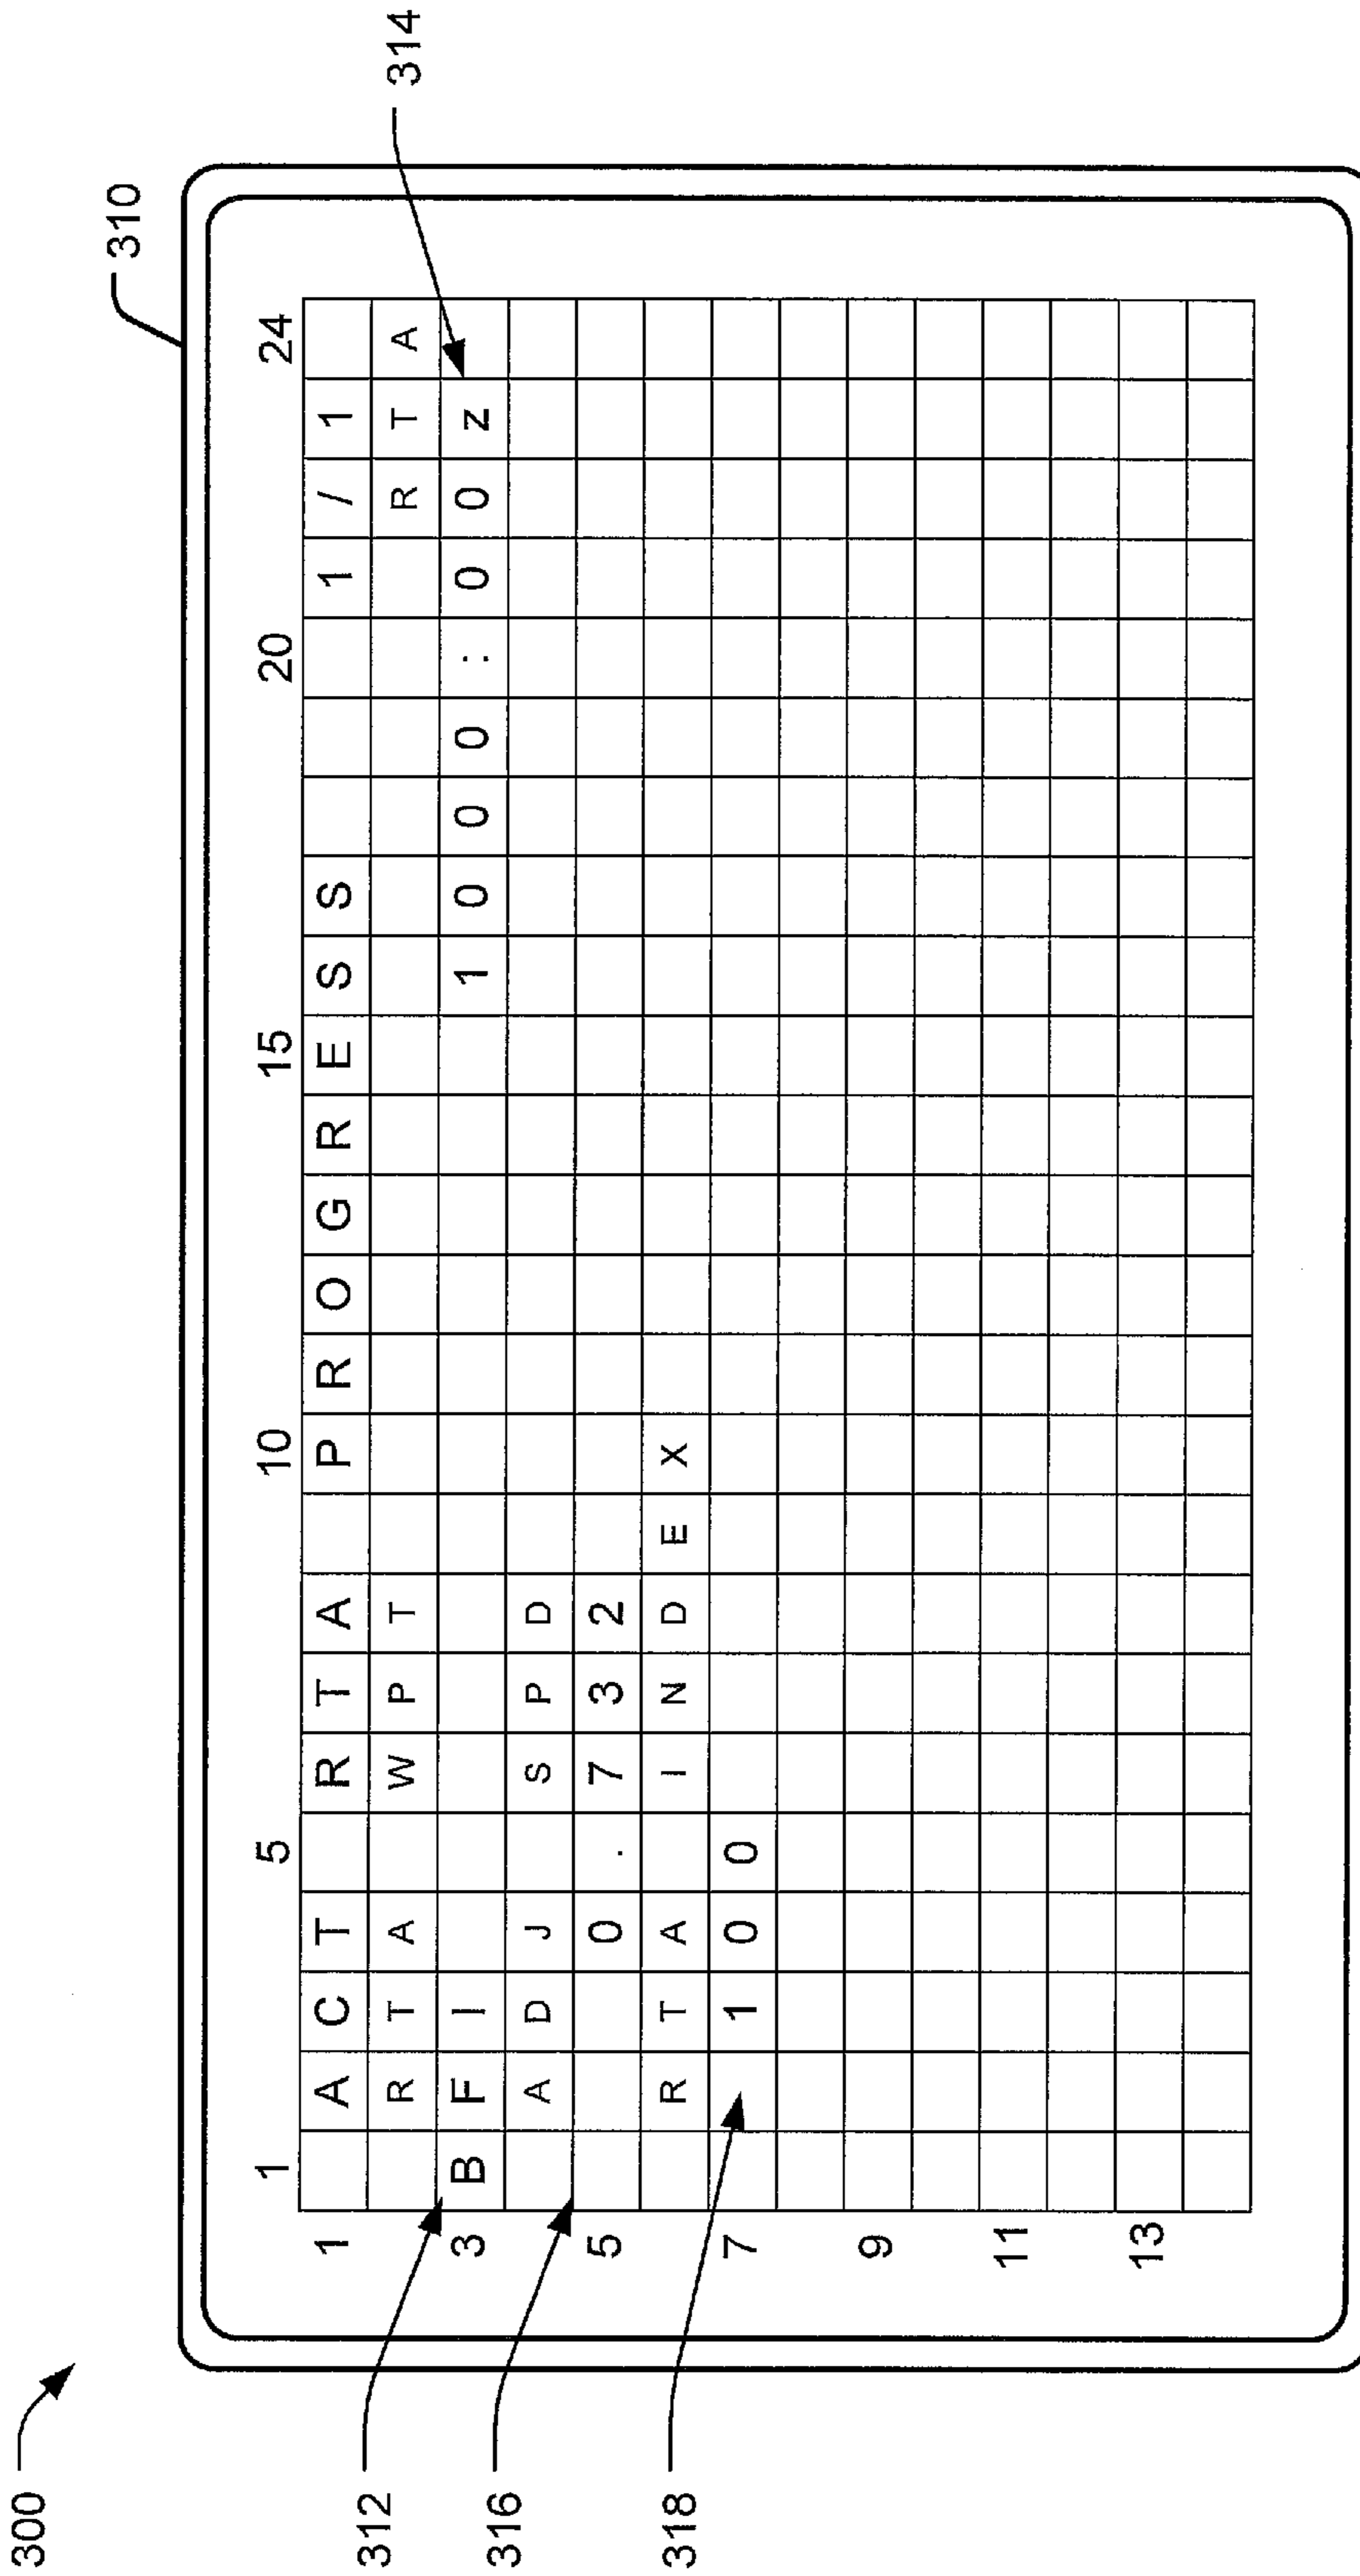 300
310
1 5 10 15 20 24
1 ACT RTA PROGRESS 1/1
RTA WPT RTA
312
3 BFI 1000:00z
314
ADJ SPD
316
5 0.732
RTA INDEX
318
7 100
9
11
13